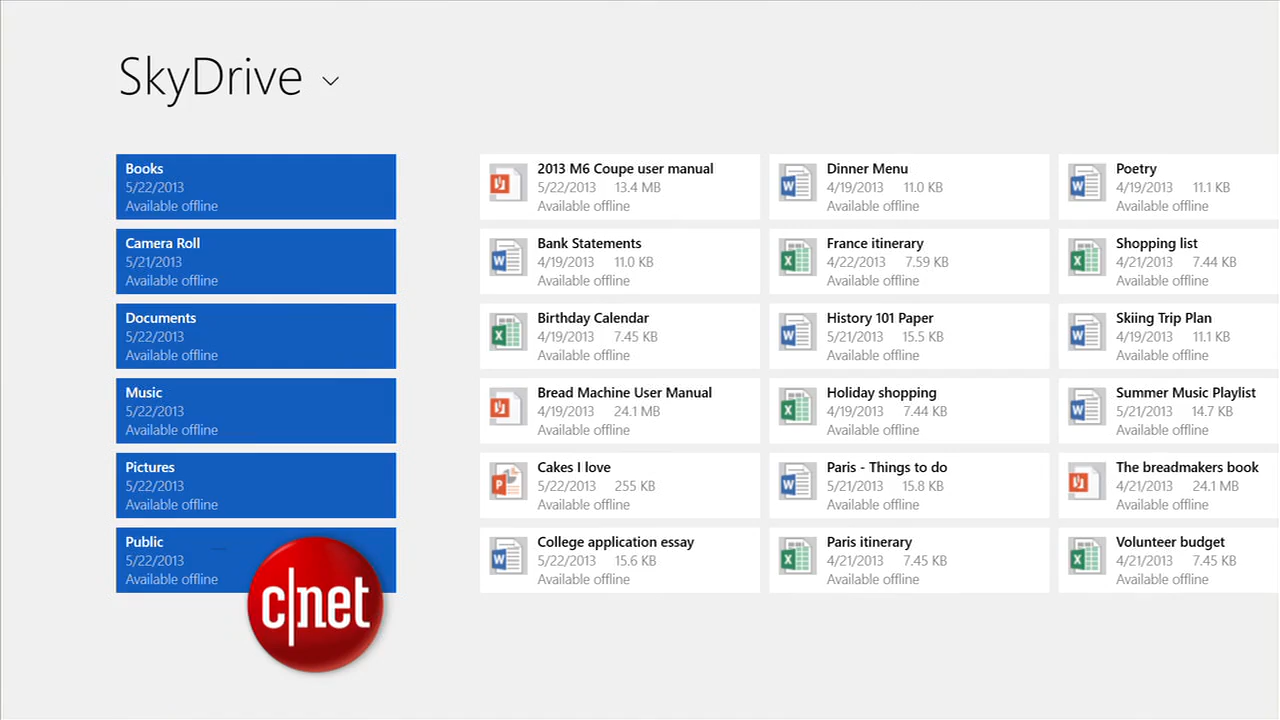 SkyDrive
Books
5/22/2013
Available offline
Camera Roll
5/21/2013
Available offline
Documents
5/22/2013
Available offline
Music
5/22/2013
Available offline
Pictures
5/22/2013
Available offline
Public
5/22/2013
Available offline
c|net
2013 M6 Coupe user manual
5/22/2013 13.4 MB
Available offline
Bank Statements
4/19/2013 11.0 KB
Available offline
Birthday Calendar
4/19/2013 7.45 KB
Available offline
Bread Machine User Manual
4/19/2013 24.1 MB
Available offline
Cakes I love
5/22/2013 255 KB
Available offline
College application essay
5/22/2013 15.6 KB
Available offline
Dinner Menu
4/19/2013 11.0 KB
Available offline
France itinerary
4/22/2013 7.59 KB
Available offline
History 101 Paper
5/21/2013 15.5 KB
Available offline
Holiday shopping
4/19/2013 7.44 KB
Available offline
Paris - Things to do
5/21/2013 15.8 KB
Available offline
Paris itinerary
4/21/2013 7.45 KB
Available offline
Poetry
4/19/2013 11.1 KB
Available offline
Shopping list
4/21/2013 7.44 KB
Available offline
Skiing Trip Plan
4/19/2013 11.1 KB
Available offline
Summer Music Playlist
5/21/2013 14.7 KB
Available offline
The breadmakers book
4/21/2013 24.1 MB
Available offline
Volunteer budget
4/21/2013 7.45 KB
Available offline